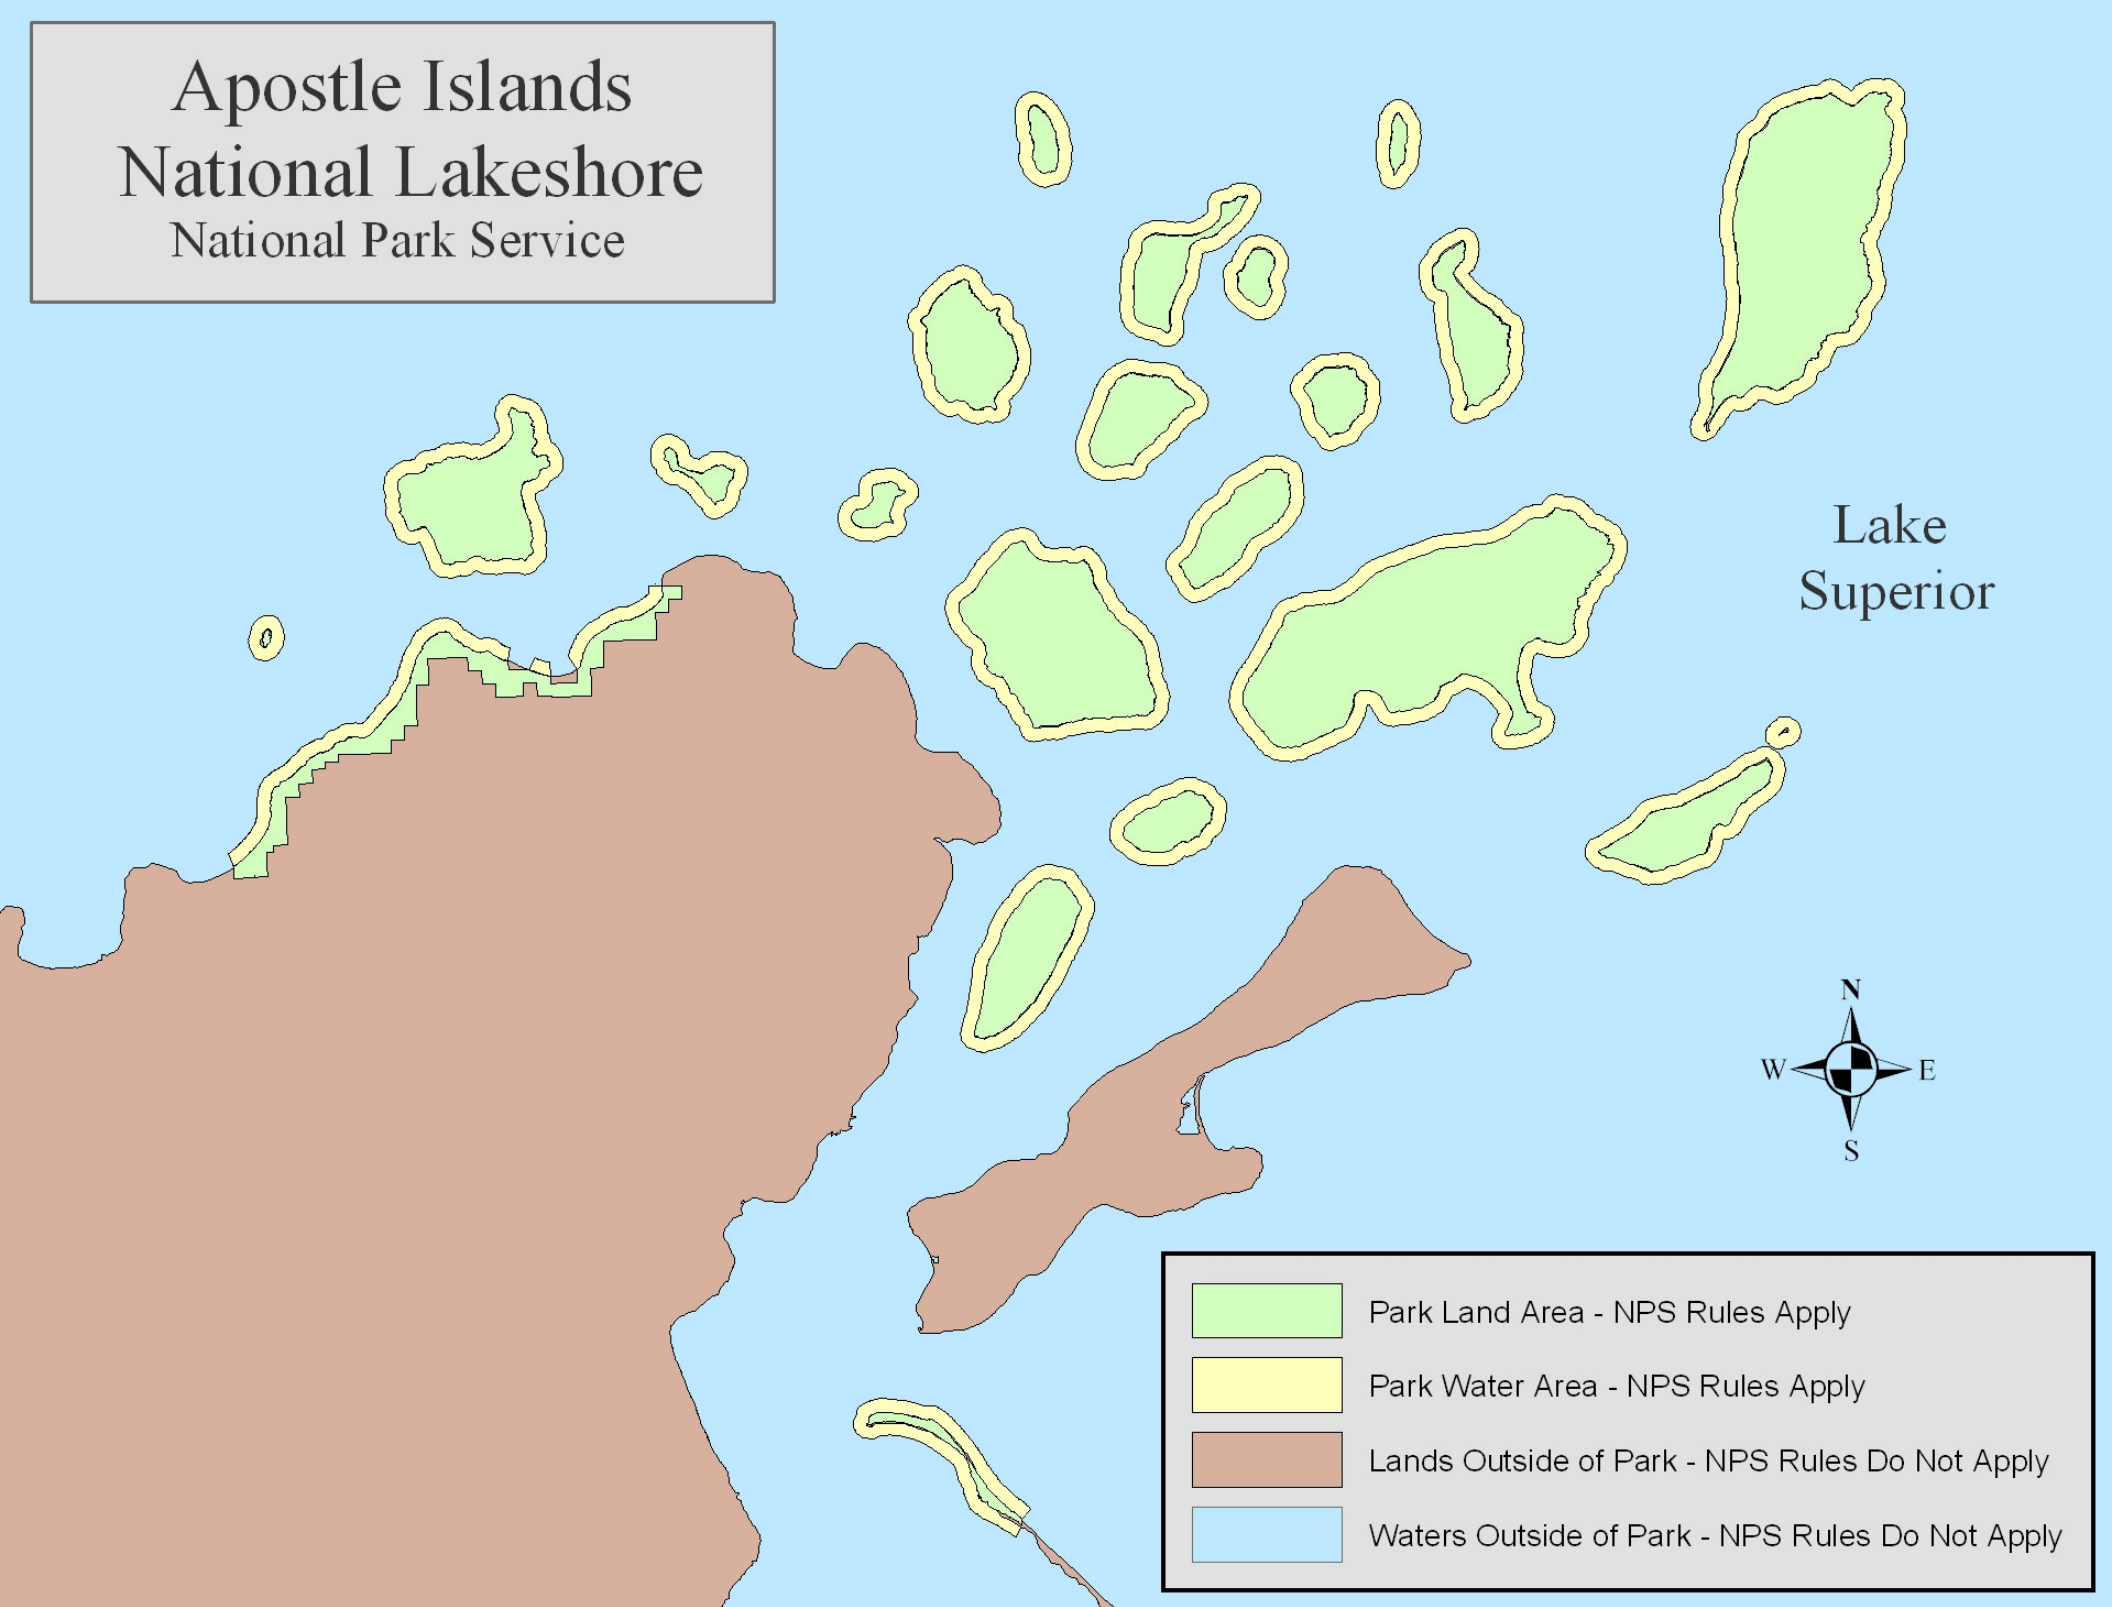 Apostle Islands
National Lakeshore
National Park Service
Lake
Superior
N
W E
S
Park Land Area - NPS Rules Apply
Park Water Area - NPS Rules Apply
Lands Outside of Park - NPS Rules Do Not Apply
Waters Outside of Park - NPS Rules Do Not Apply